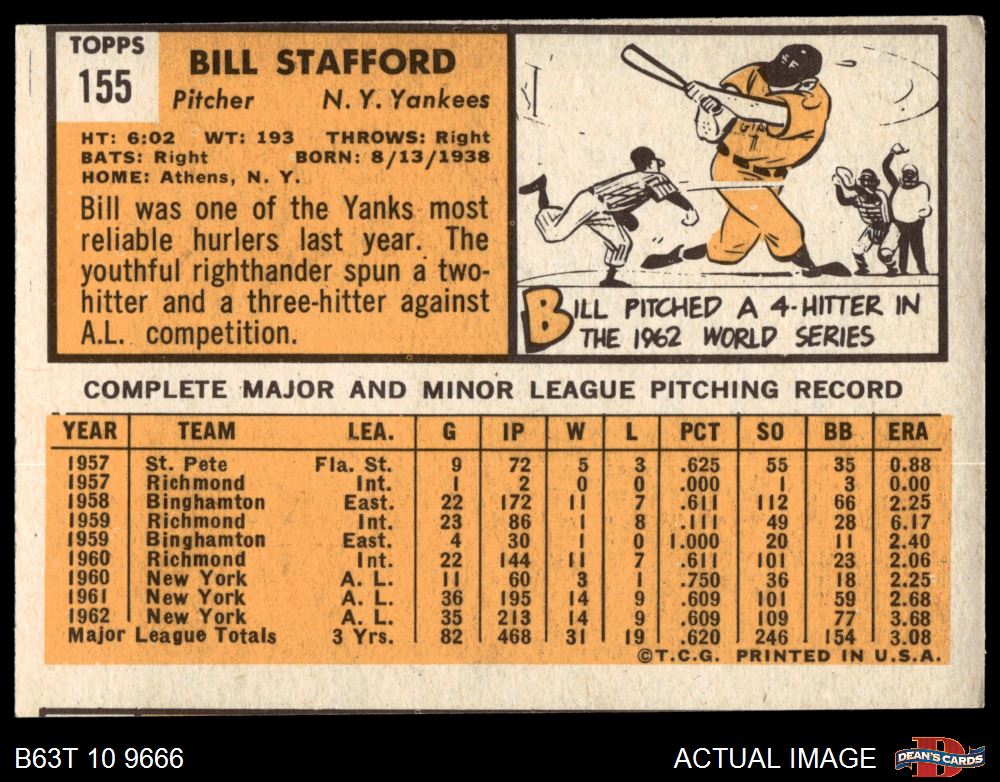 TOPPS
155
BILL STAFFORD
Pitcher N. Y. Yankees
HT: 6:02 WT: 193 THROWS: Right
BATS: Right BORN: 8/13/1938
HOME: Athens, N. Y.
Bill was one of the Yanks most
reliable hurlers last year. The
youthful righthander spun a two-
hitter and a three-hitter against
A.L. competition.
SF
GIA
BILL PITCHED A 4-HITTER IN
THE 1962 WORLD SERIES
COMPLETE MAJOR AND MINOR LEAGUE PITCHING RECORD
YEAR TEAM LEA. G IP W L PCT SO BB ERA
1957 St. Pete Fla. St. 9 72 5 3 .625 55 35 0.88
1957 Richmond Int. 1 2 0 0 .000 1 3 0.00
1958 Binghamton East. 22 172 11 7 .611 112 66 2.25
1959 Richmond Int. 23 86 1 8 .111 49 28 6.17
1959 Binghamton East. 4 30 1 0 1.000 20 11 2.40
1960 Richmond Int. 22 144 11 7 .611 101 23 2.06
1960 New York A. L. 11 60 3 1 .750 36 18 2.25
1961 New York A. L. 36 195 14 9 .609 101 59 2.68
1962 New York A. L. 35 213 14 9 .609 109 77 3.68
Major League Totals 3 Yrs. 82 468 31 19 .620 246 154 3.08
©T.C.G. PRINTED IN U.S.A.
B63T 10 9666 ACTUAL IMAGE D DEAN'S CARDS